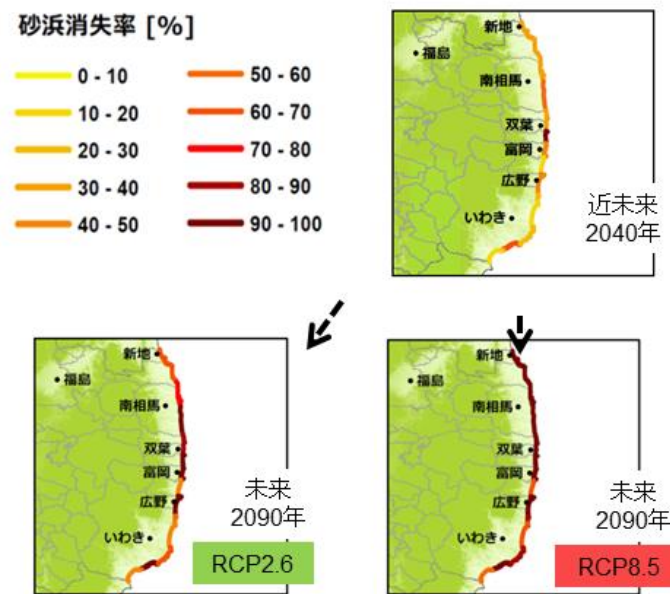 砂浜消失率 [%]
0 - 10
10 - 20
20 - 30
30 - 40
40 - 50
50 - 60
60 - 70
70 - 80
80 - 90
90 - 100
新地
福島
南相馬
双葉
富岡
広野
いわき
近未来
2040年
新地
福島
南相馬
双葉
富岡
広野
いわき
未来
2090年
RCP2.6
新地
福島
南相馬
双葉
富岡
広野
いわき
未来
2090年
RCP8.5